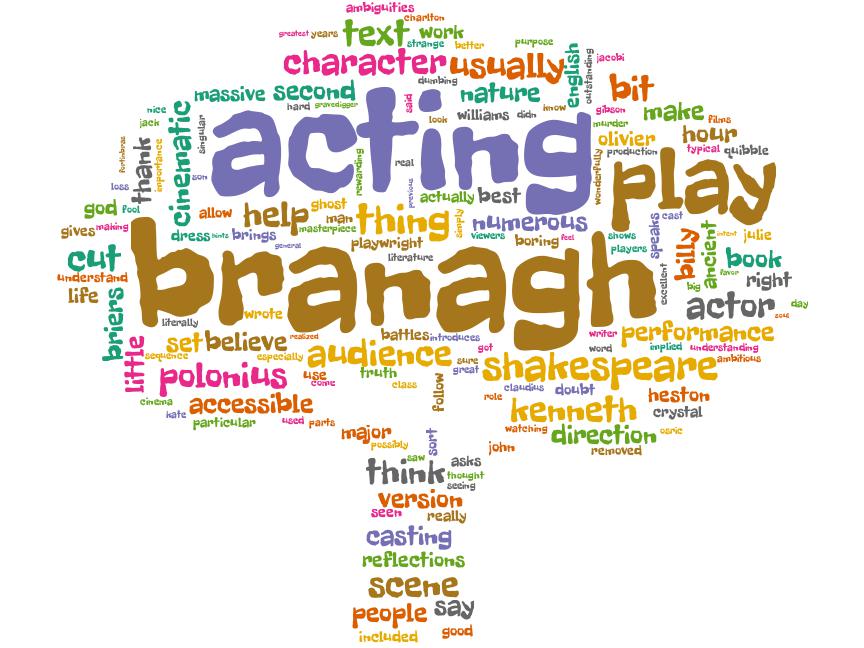 ambiguities
charlton
greatest years text work
strange better purpose
character usually english outstanding jacobi
dumbing
massive second nature bit
hard gravedigger said know gibson make films
nice jack singular acting look williams didn murder olivier hour
cinematic wonderfully production typical quibble
fortinbras thank importance real play
loss son rewarding previous actually best
god fool allow help ghost man thing simply numerous speaks cast
gives making masterpiece
dress hints brings general playwright viewers boring feel shows players billy ancient intent julie
cut branagh literature excellent big favor book
understand right
life briers actor day
literally wrote sous
set believe realized battles introduces writer performance
little sequence especially audience got word implied understanding
truth sure great shakespeare ambitious
polonius use come class claudius doubt heston
cinema accessible follow role kenneth crystal
kate particular used parts watching direction osric
major sort john removed
possibly
saw asks
think thought
seeing
version
seen really
casting
reflections
scene
people say
included good